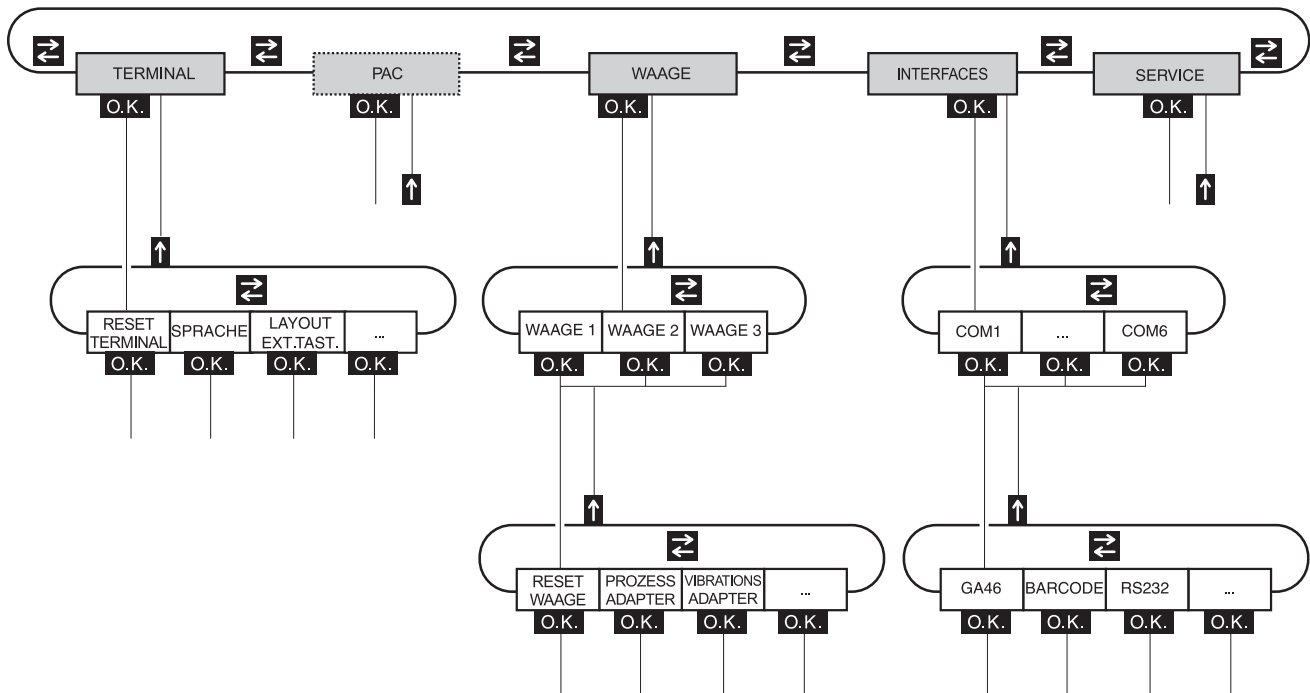 TERMINAL
PAC
WAAGE
INTERFACES
SERVICE
O.K.
O.K.
O.K.
O.K.
O.K.
RESET
TERMINAL
SPRACHE
LAYOUT
EXT.TAST.
...
O.K.
O.K.
O.K.
O.K.
WAAGE 1
WAAGE 2
WAAGE 3
O.K.
O.K.
O.K.
COM1
...
COM6
O.K.
O.K.
O.K.
RESET
WAAGE
PROZESS
ADAPTER
VIBRATIONS
ADAPTER
...
O.K.
O.K.
O.K.
O.K.
GA46
BARCODE
RS232
...
O.K.
O.K.
O.K.
O.K.